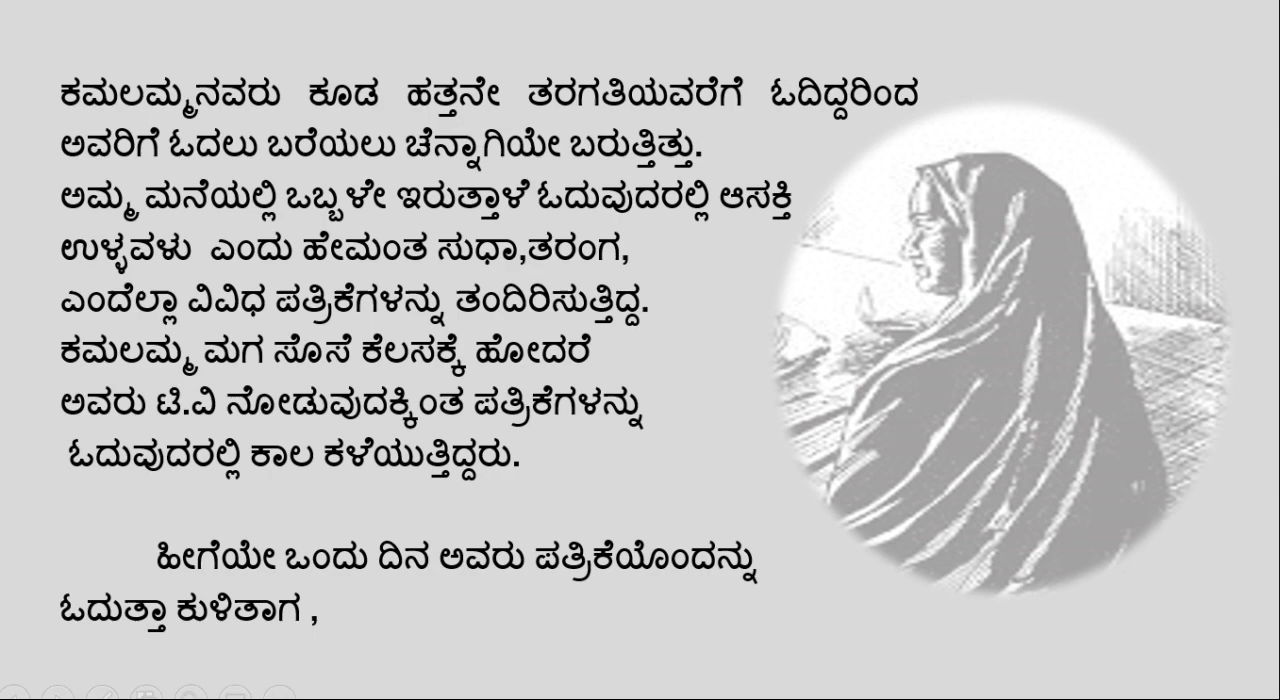 ಕಮಲಮ್ಮನವರು ಕೂಡ ಹತ್ತನೇ ತರಗತಿಯವರೆಗೆ ಓದಿದ್ದರಿಂದ
ಅವರಿಗೆ ಓದಲು ಬರೆಯಲು ಚೆನ್ನಾಗಿಯೇ ಬರುತ್ತಿತ್ತು.
ಅಮ್ಮ ಮನೆಯಲ್ಲಿ ಒಬ್ಬಳೇ ಇರುತ್ತಾಳೆ ಓದುವುದರಲ್ಲಿ ಆಸಕ್ತಿ
ಉಳ್ಳವಳು ಎಂದು ಹೇಮಂತ ಸುಧಾ,ತರಂಗ,
ಎಂದೆಲ್ಲಾ ವಿವಿಧ ಪತ್ರಿಕೆಗಳನ್ನು ತಂದಿರಿಸುತ್ತಿದ್ದ.
ಕಮಲಮ್ಮ ಮಗ ಸೊಸೆ ಕೆಲಸಕ್ಕೆ ಹೋದರೆ
ಅವರು ಟಿ.ವಿ ನೋಡುವುದಕ್ಕಿಂತ ಪತ್ರಿಕೆಗಳನ್ನು
ಓದುವುದರಲ್ಲಿ ಕಾಲ ಕಳೆಯುತ್ತಿದ್ದರು.
ಹೀಗೆಯೇ ಒಂದು ದಿನ ಅವರು ಪತ್ರಿಕೆಯೊಂದನ್ನು
ಓದುತ್ತಾ ಕುಳಿತಾಗ ,